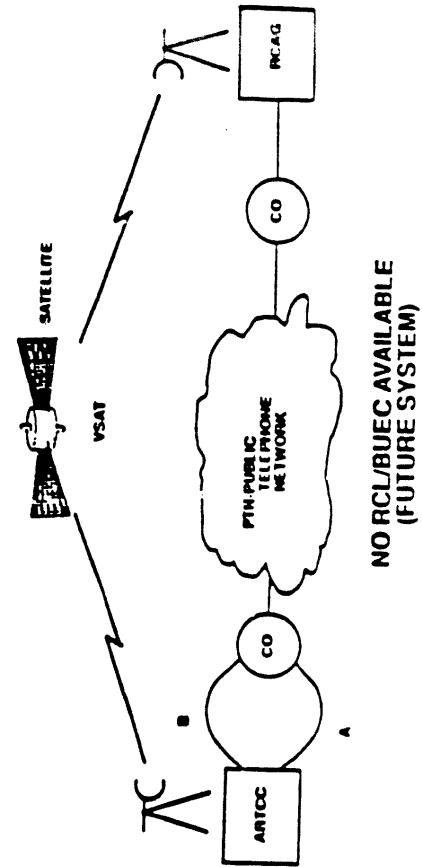 SATELLITE
VSAT
B
A
ARTCC
CO
PTN-PUBLIC
TELEPHONE
NETWORK
CO
RCAG
NO RCL/BUEC AVAILABLE
(FUTURE SYSTEM)